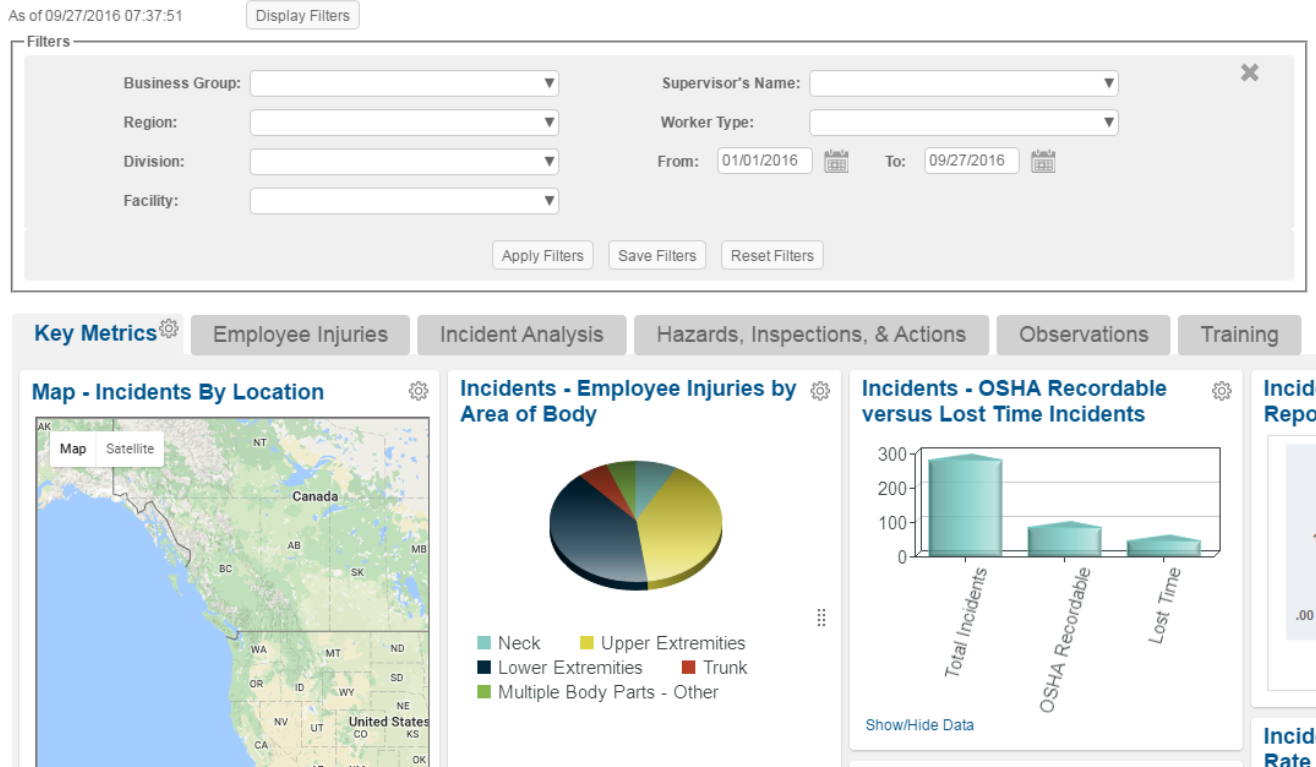 As of 09/27/2016 07:37:51
Display Filters
Filters
Business Group:
Supervisor's Name:
Region:
Worker Type:
Division:
From: 01/01/2016
To: 09/27/2016
Facility:
Apply Filters
Save Filters
Reset Filters
Key Metrics
Employee Injuries
Incident Analysis
Hazards, Inspections, & Actions
Observations
Training
Map - Incidents By Location
AK
Map
Satellite
NT
Canada
AB
MB
BC
SK
WA
MT
ND
OR
ID
SD
WY
NE
NV
UT
United States
CO
KS
CA
OK
Incidents - Employee Injuries by
Area of Body
Neck
Upper Extremities
Lower Extremities
Trunk
Multiple Body Parts - Other
Incidents - OSHA Recordable
versus Lost Time Incidents
300
200
100
0
Total Incidents
OSHA Recordable
Lost Time
Show/Hide Data
.00
Rate